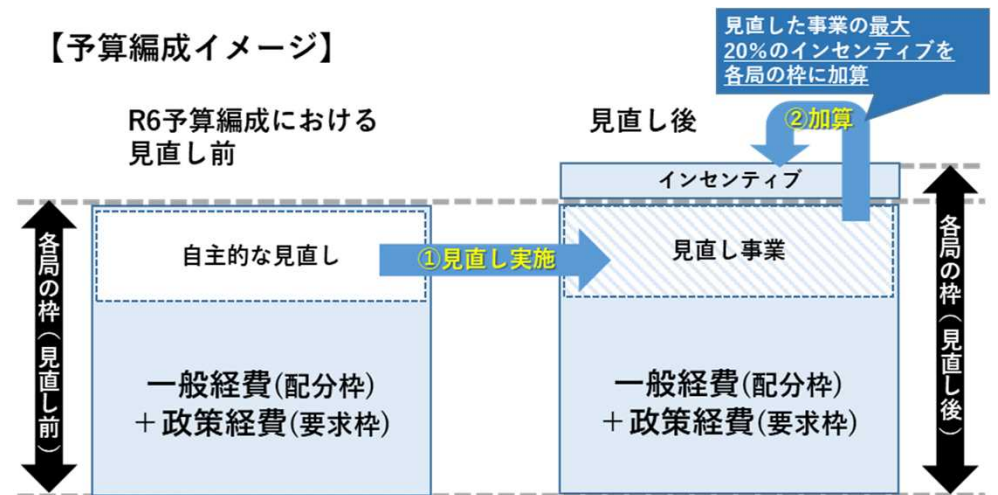 【予算編成イメージ】
見直した事業の最大
20%のインセンティブを
各局の枠に加算
R6予算編成における
見直し前
見直し後
②加算
インセンティブ
自主的な見直し
①見直し実施
見直し事業
各局の枠(見直し前)
一般経費(配分枠)
+政策経費(要求枠)
一般経費(配分枠)
+政策経費(要求枠)
各局の枠(見直し後)